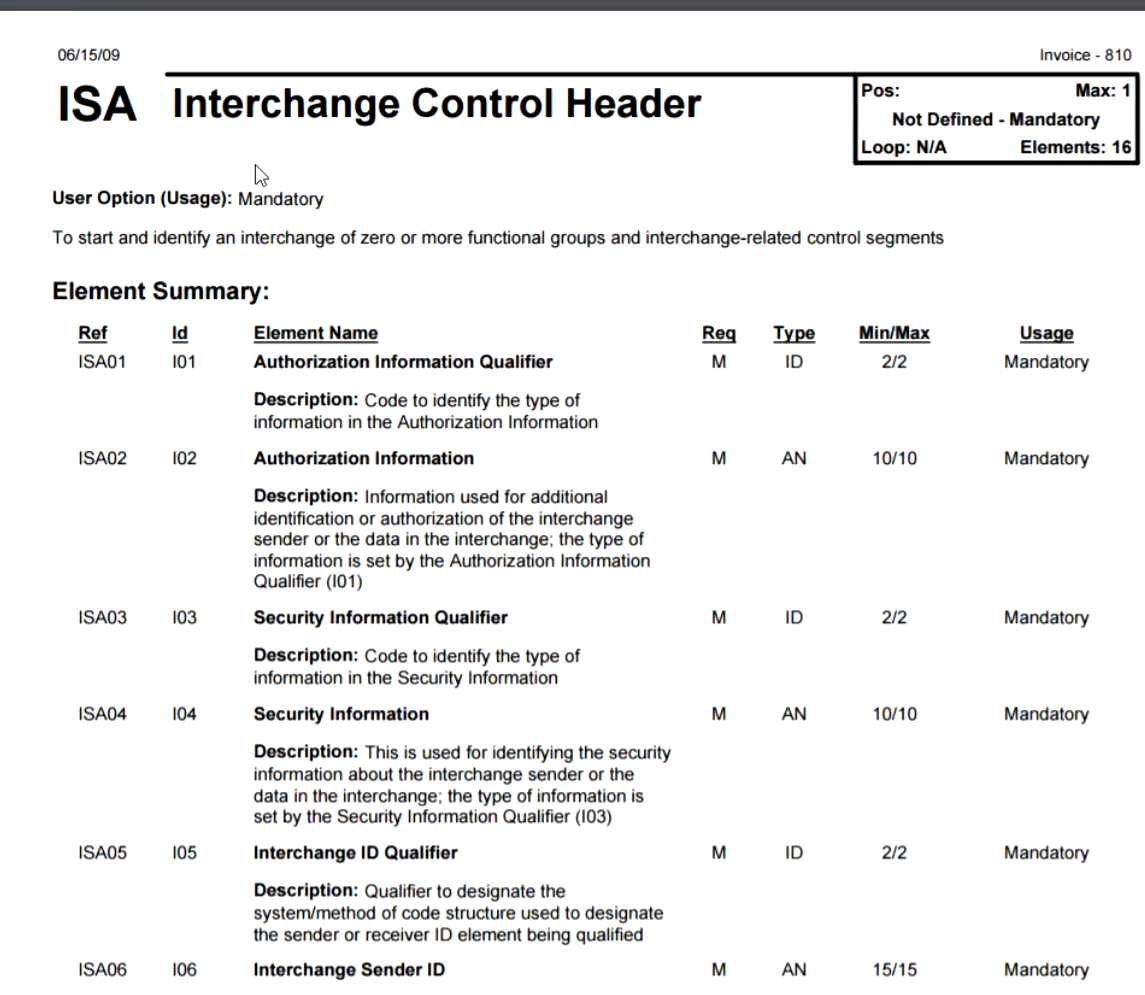 06/15/09 Invoice - 810
ISA Interchange Control Header
Pos: Max: 1
Not Defined - Mandatory
Loop: N/A Elements: 16
User Option (Usage): Mandatory
To start and identify an interchange of zero or more functional groups and interchange-related control segments
Element Summary:
Ref Id Element Name Req Type Min/Max Usage
ISA01 I01 Authorization Information Qualifier M ID 2/2 Mandatory
Description: Code to identify the type of
information in the Authorization Information
ISA02 I02 Authorization Information M AN 10/10 Mandatory
Description: Information used for additional
identification or authorization of the interchange
sender or the data in the interchange; the type of
information is set by the Authorization Information
Qualifier (I01)
ISA03 I03 Security Information Qualifier M ID 2/2 Mandatory
Description: Code to identify the type of
information in the Security Information
ISA04 I04 Security Information M AN 10/10 Mandatory
Description: This is used for identifying the security
information about the interchange sender or the
data in the interchange; the type of information is
set by the Security Information Qualifier (I03)
ISA05 I05 Interchange ID Qualifier M ID 2/2 Mandatory
Description: Qualifier to designate the
system/method of code structure used to designate
the sender or receiver ID element being qualified
ISA06 I06 Interchange Sender ID M AN 15/15 Mandatory